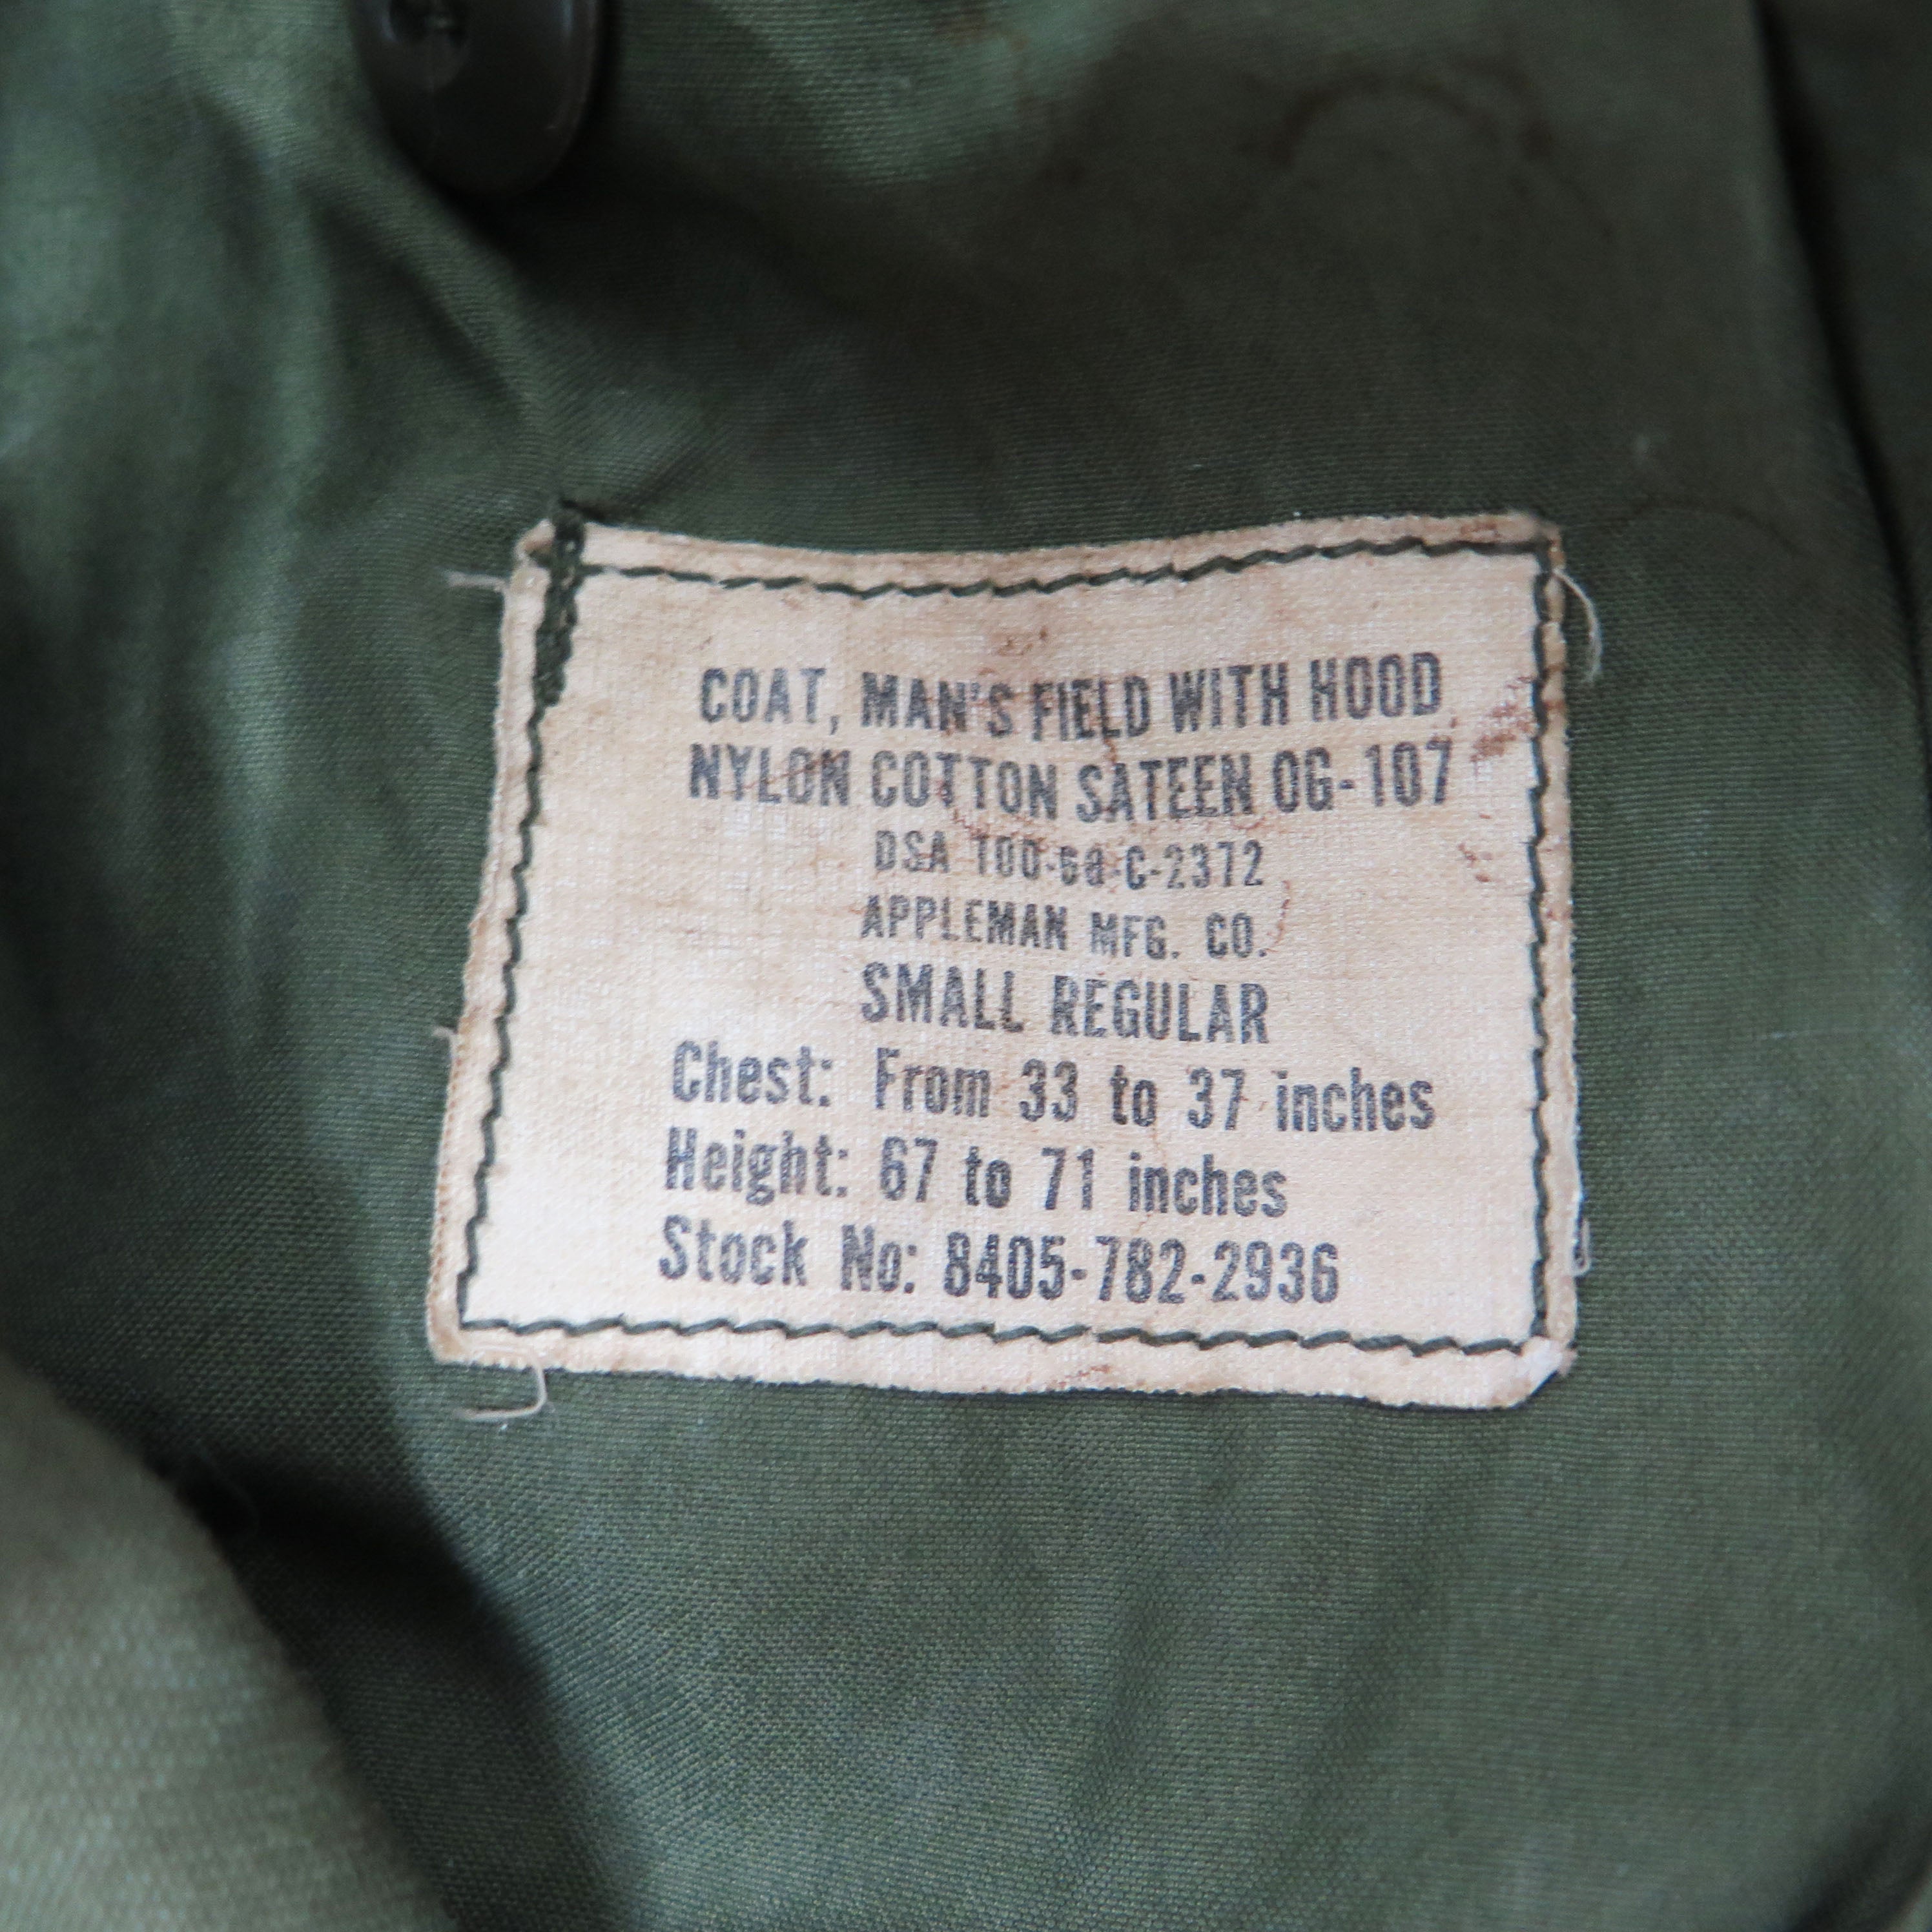 COAT, MAN'S FIELD WITH HOOD
NYLON COTTON SATEEN OG-107
DSA 100-68-C-2372
APPLEMAN MFG. CO.
SMALL REGULAR
Chest: From 33 to 37 inches
Height: 67 to 71 inches
Stock No: 8405-782-2936